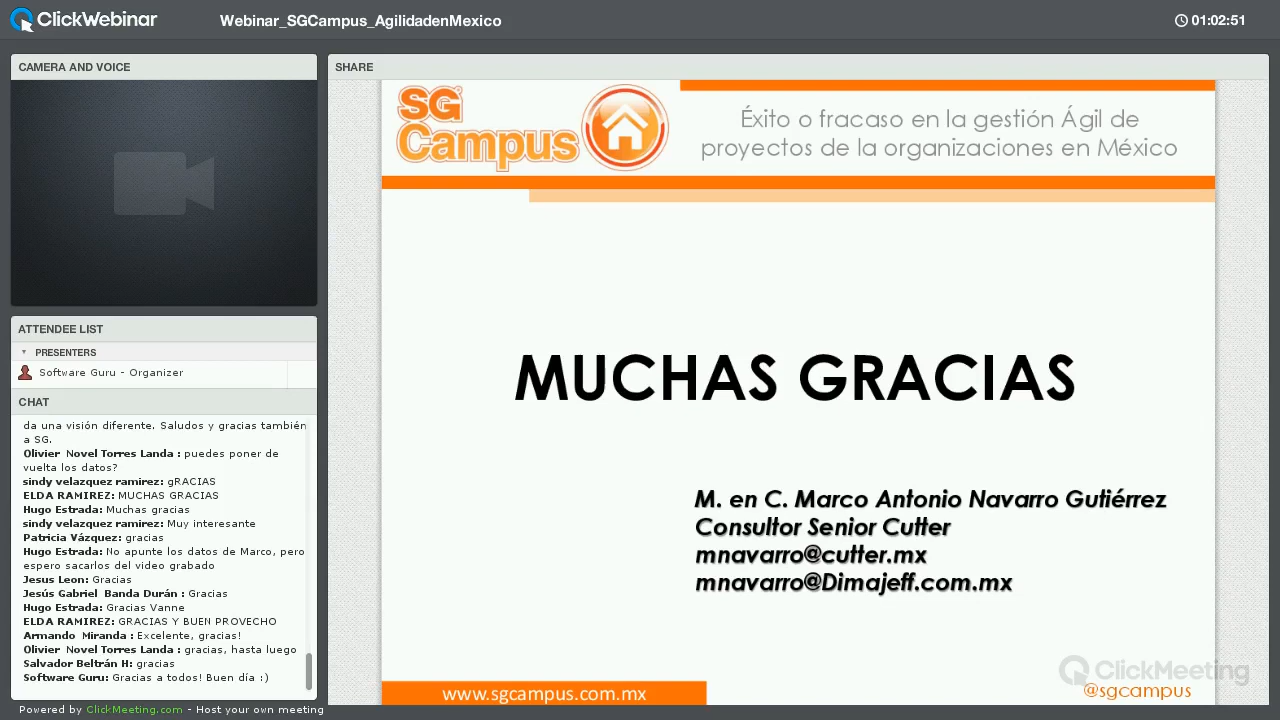 ClickWebinar
Webinar_SGCampus_AgilidadenMexico
01:02:51
CAMERA AND VOICE
ATTENDEE LIST
PRESENTERS
Software Guru - Organizer
CHAT
da una visión diferente. Saludos y gracias también
a SG.
Olivier Novel Torres Landa : puedes poner de
vuelta los datos?
sindy velazquez ramirez: gRACIAS
ELDA RAMIREZ: MUCHAS GRACIAS
Hugo Estrada: Muchas gracias
sindy velazquez ramirez: Muy interesante
Patricia Vázquez: gracias
Hugo Estrada: No apunte los datos de Marco, pero
espero sacarlos del video grabado
Jesus Leon: Gracias
Jesús Gabriel Baida Durán : Gracias
Hugo Estrada: Gracias Vanne
ELDA RAMIREZ: GRACIAS Y BUEN PROVECHO
Armando Miranda : Excelente, gracias!
Olivier Novel Torres Landa : gracias, hasta luego
Salvador Beltrán H: gracias
Software Guru: Gracias a todos! Buen día :)
Powered by ClickMeeting.com - Host your own meeting
SHARE
SG
Campus
Éxito o fracaso en la gestión Ágil de
proyectos de la organizaciones en México
MUCHAS GRACIAS
M. en C. Marco Antonio Navarro Gutiérrez
Consultor Senior Cutter
mnavarro@cutter.mx
mnavarro@Dimajeff.com.mx
ClickMeeting
www.sgcampus.com.mx
@sgcampus